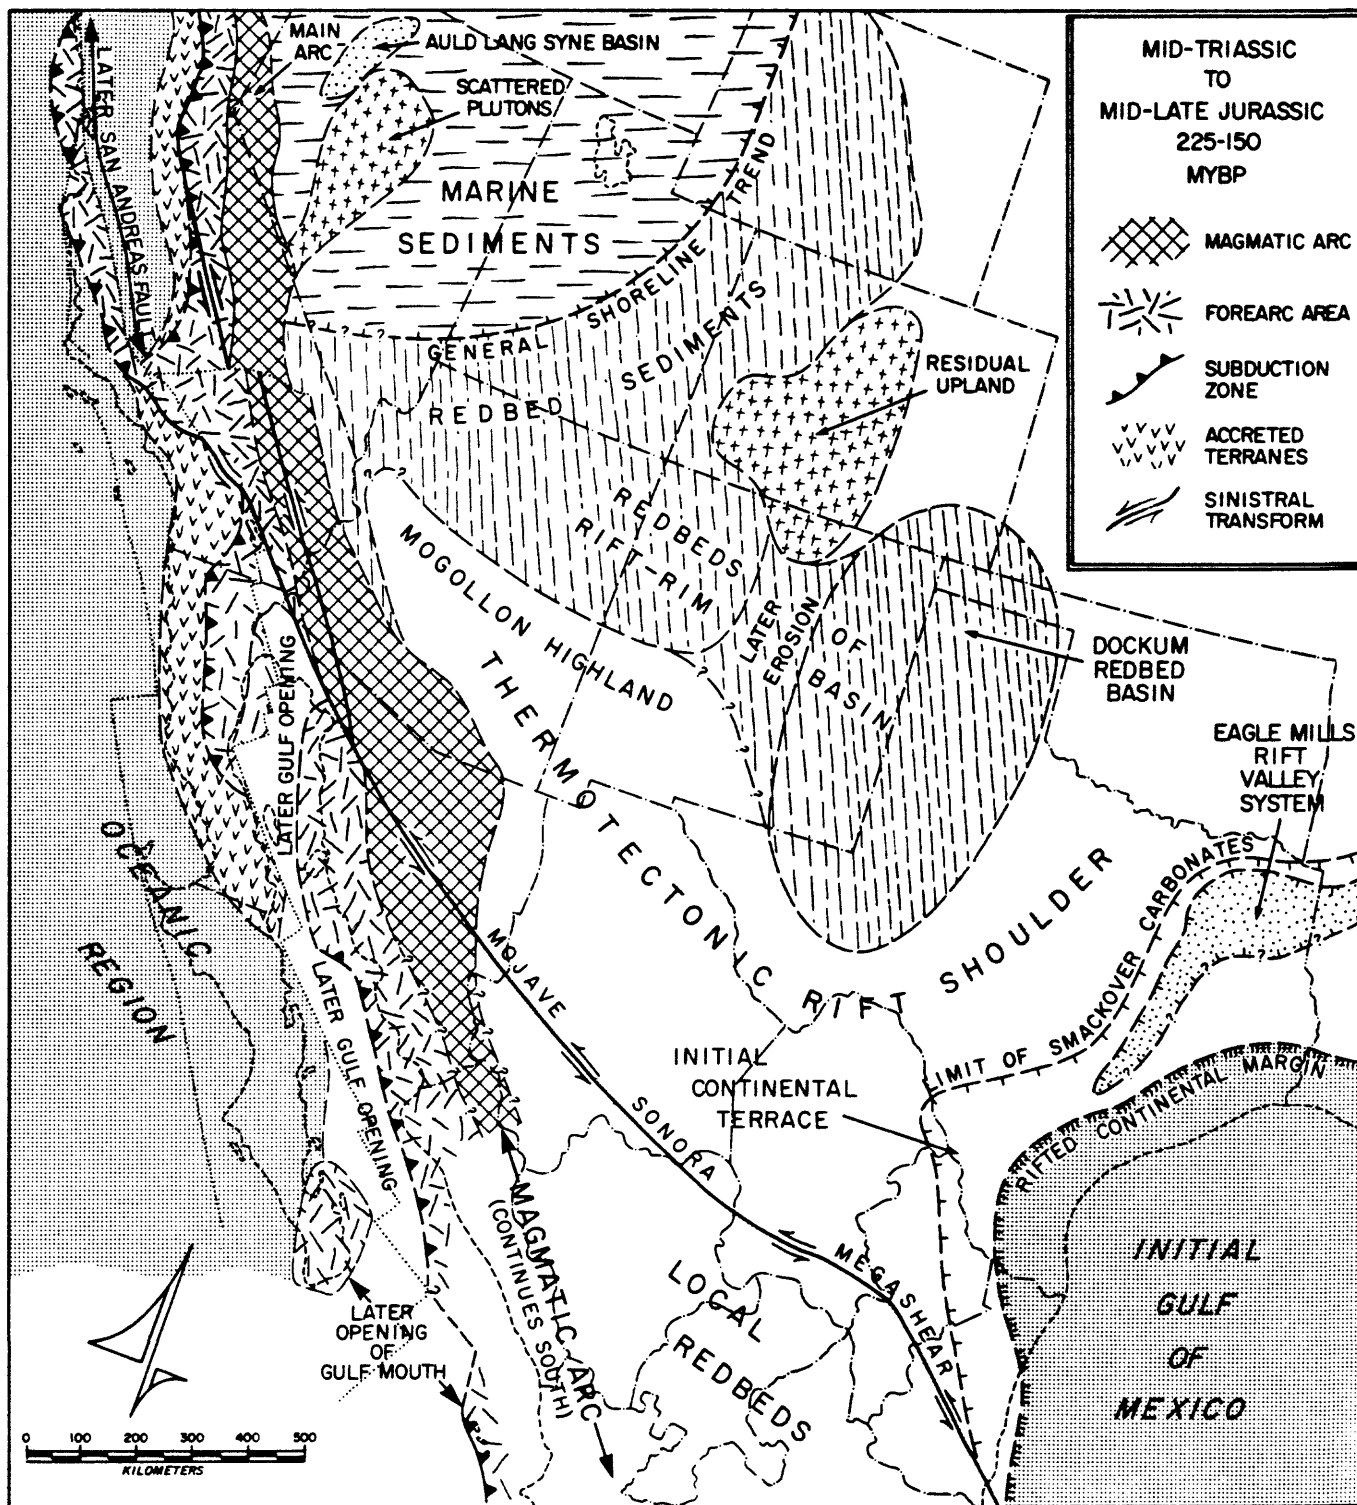 MAIN
ARC
AULD LANG SYNE BASIN
SCATTERED
PLUTONS
LATER SAN ANDREAS FAULT
MARINE
SEDIMENTS
GENERAL SHORELINE TREND
REDBED SEDIMENTS
RESIDUAL
UPLAND
MID-TRIASSIC
TO
MID-LATE JURASSIC
225-150
MYBP
MAGMATIC ARC
FOREARC AREA
SUBDUCTION
ZONE
ACCRETED
TERRANES
SINISTRAL
TRANSFORM
REDBEDS OF
RIFT-RIM BASIN
MOGOLLON HIGHLAND
LATER
EROSION
DOCKUM
REDBED
BASIN
EAGLE MILLS
RIFT
VALLEY
SYSTEM
THERMOTECTONIC RIFT SHOULDER
LATER GULF OPENING
OCEANIC
REGION
LATER GULF OPENING
MOJAVE SONORA MEGASHEAR
INITIAL
CONTINENTAL
TERRACE
LIMIT OF SMACKOVER CARBONATES
RIFTED CONTINENTAL MARGIN
INITIAL
GULF
OF
MEXICO
MAGMATIC ARC
(CONTINUES SOUTH)
LOCAL
REDBEDS
LATER
OPENING
OF
GULF MOUTH
0 100 200 300 400 500
KILOMETERS